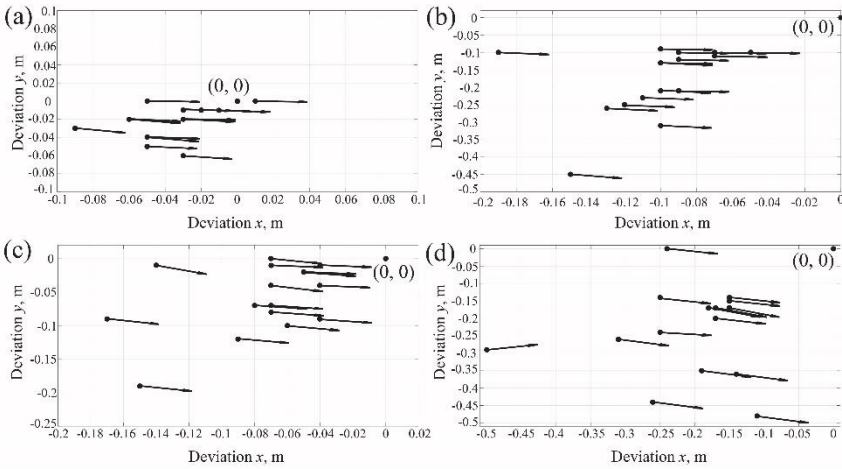 (a)
0.1
0.08
0.06
0.04
0.02
0
-0.02
-0.04
-0.06
-0.08
-0.1
Deviation y, m
(0, 0)
-0.1 -0.08 -0.06 -0.04 -0.02 0 0.02 0.04 0.06 0.08 0.1
Deviation x, m
(b)
0
-0.05
-0.1
-0.15
-0.2
-0.25
-0.3
-0.35
-0.4
-0.45
-0.5
Deviation y, m
(0, 0)
-0.2 -0.18 -0.16 -0.14 -0.12 -0.1 -0.08 -0.06 -0.04 -0.02 0
Deviation x, m
(c)
0
-0.05
-0.1
-0.15
-0.2
-0.25
Deviation y, m
(0, 0)
-0.2 -0.18 -0.16 -0.14 -0.12 -0.1 -0.08 -0.06 -0.04 -0.02 0 0.02
Deviation x, m
(d)
0
-0.05
-0.1
-0.15
-0.2
-0.25
-0.3
-0.35
-0.4
-0.45
-0.5
Deviation y, m
(0, 0)
-0.5 -0.45 -0.4 -0.35 -0.3 -0.25 -0.2 -0.15 -0.1 -0.05 0
Deviation x, m